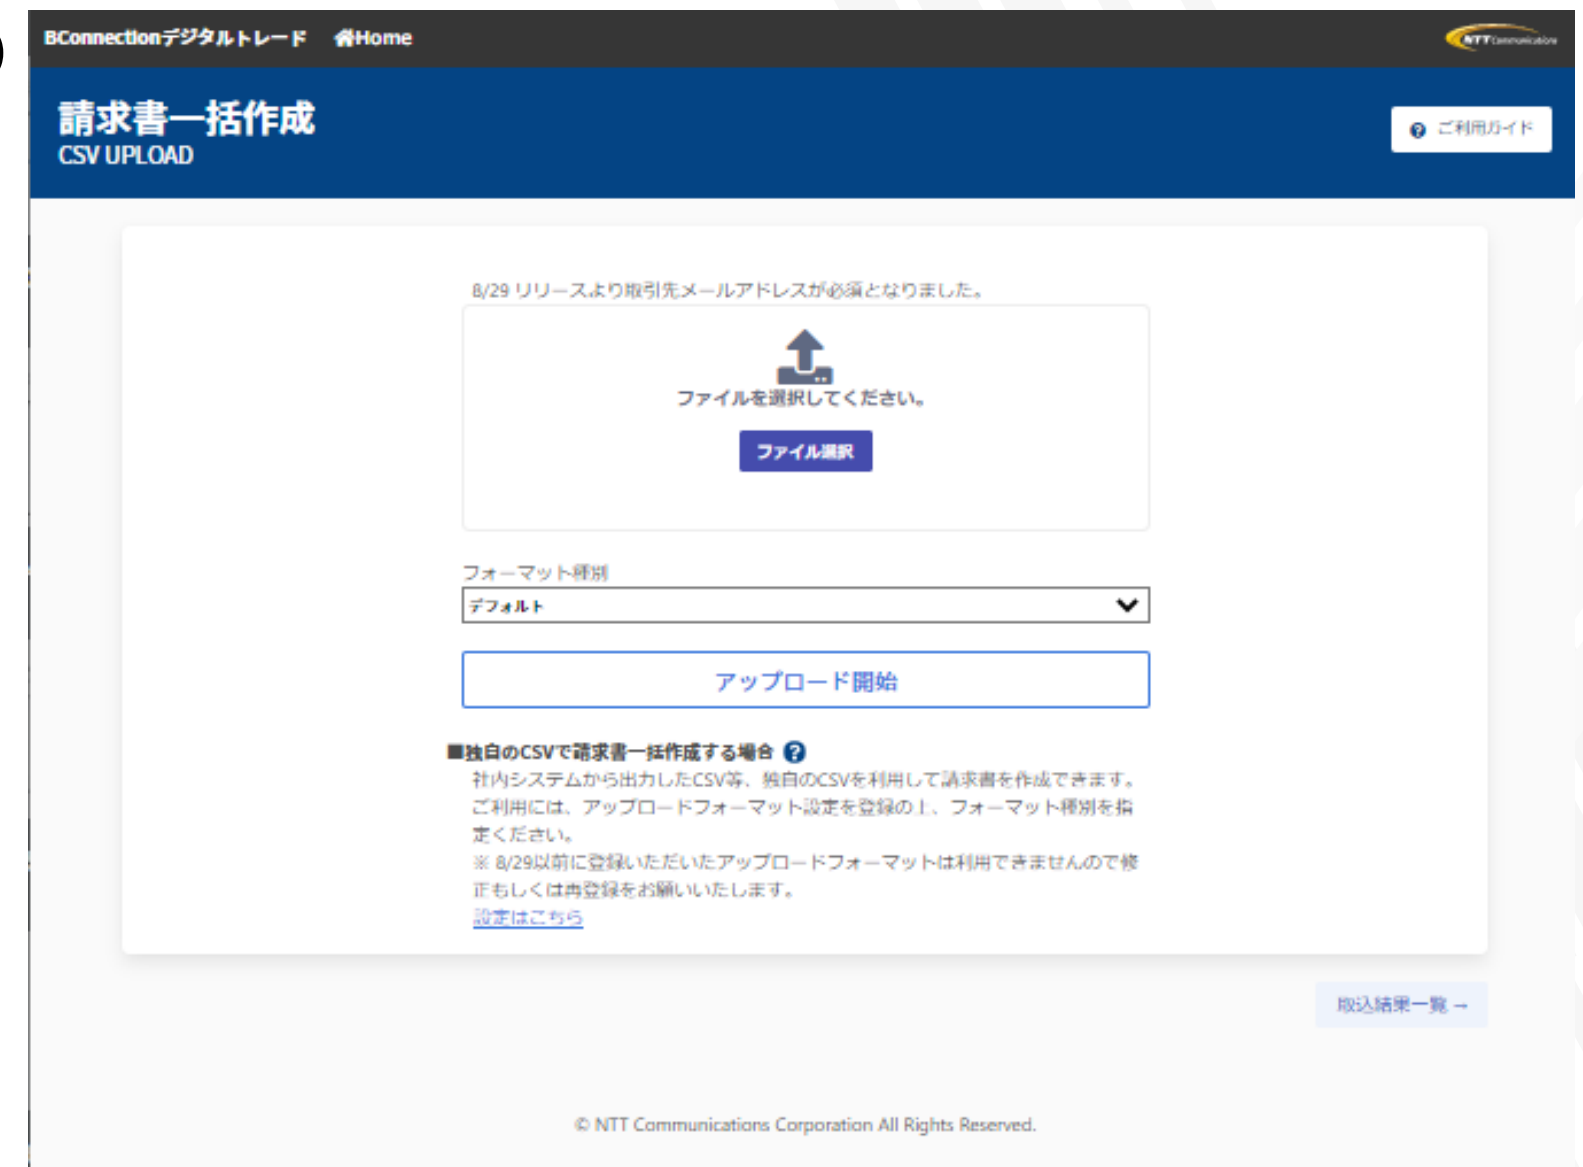 BConnectionデジタルトレード Home
NTT Communications
請求書一括作成
CSV UPLOAD
ご利用ガイド
8/29 リリースより取引先メールアドレスが必須となりました。
ファイルを選択してください。
ファイル選択
フォーマット種別
デフォルト
アップロード開始
■独自のCSVで請求書一括作成する場合
社内システムから出力したCSV等、独自のCSVを利用して請求書を作成できます。
ご利用には、アップロードフォーマット設定を登録の上、フォーマット種別を指
定ください。
※ 8/29以前に登録いただいたアップロードフォーマットは利用できませんので修
正もしくは再登録をお願いいたします。
設定はこちら
取込結果一覧 →
© NTT Communications Corporation All Rights Reserved.